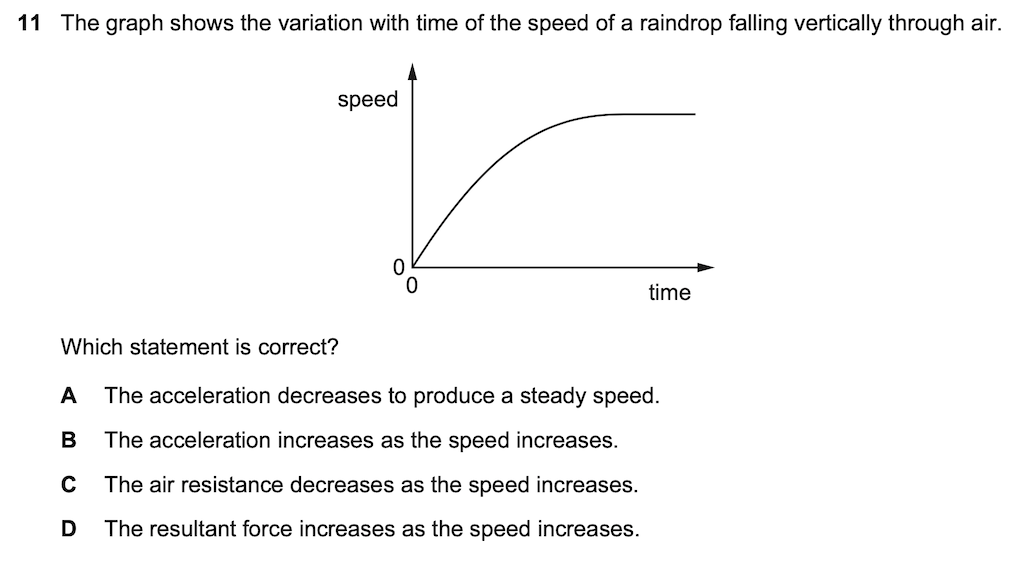 11 The graph shows the variation with time of the speed of a raindrop falling vertically through air.
speed
0
0
time
Which statement is correct?
A The acceleration decreases to produce a steady speed.
B The acceleration increases as the speed increases.
C The air resistance decreases as the speed increases.
D The resultant force increases as the speed increases.